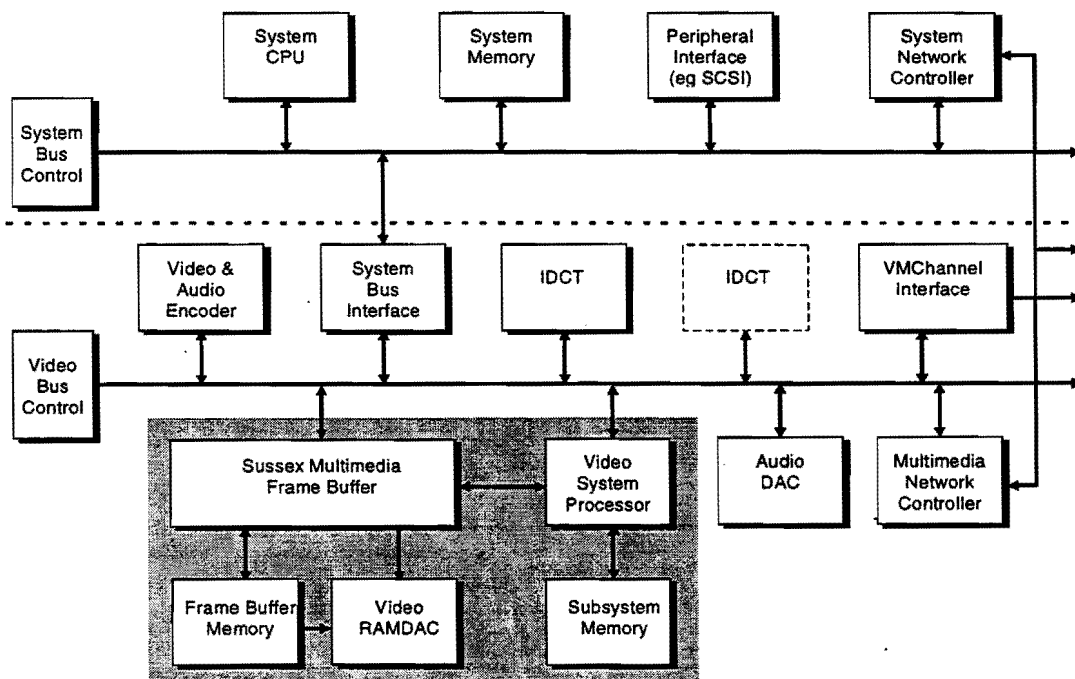 System
CPU
System
Memory
Peripheral
Interface
(eg SCSI)
System
Network
Controller
System
Bus
Control
Video &
Audio
Encoder
System
Bus
Interface
IDCT
IDCT
VMChannel
Interface
Video
Bus
Control
Sussex Multimedia
Frame Buffer
Video
System
Processor
Audio
DAC
Multimedia
Network
Controller
Frame Buffer
Memory
Video
RAMDAC
Subsystem
Memory